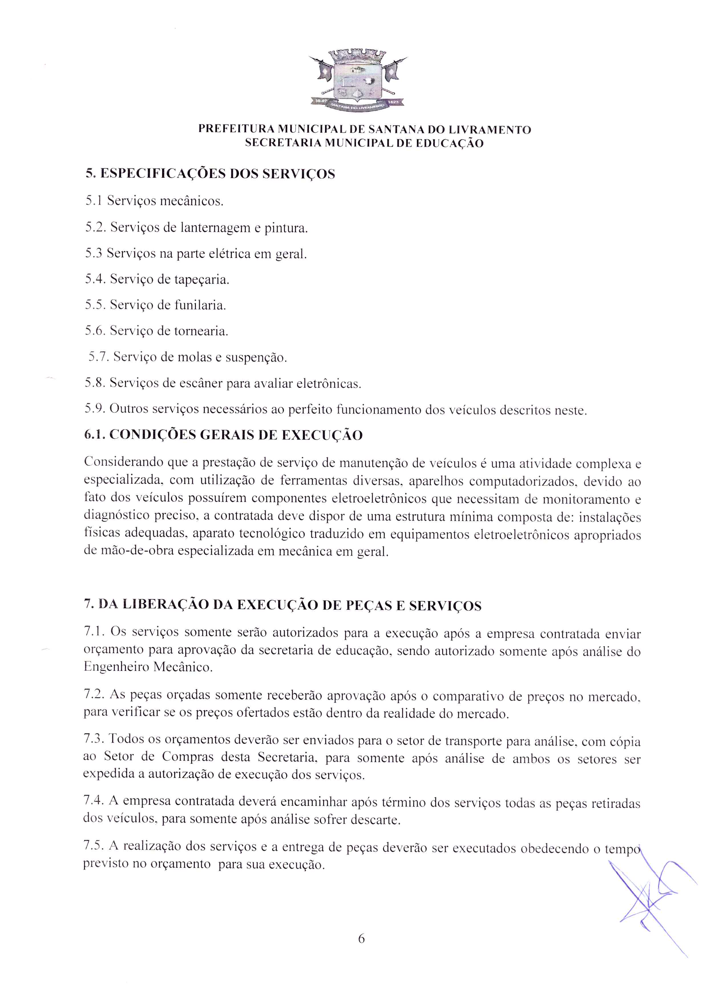 30-07 SANTANA DO LIVRAMENTO 1823
PREFEITURA MUNICIPAL DE SANTANA DO LIVRAMENTO
SECRETARIA MUNICIPAL DE EDUCAÇÃO
5. ESPECIFICAÇÕES DOS SERVIÇOS
5.1 Serviços mecânicos.
5.2. Serviços de lanternagem e pintura.
5.3 Serviços na parte elétrica em geral.
5.4. Serviço de tapeçaria.
5.5. Serviço de funilaria.
5.6. Serviço de tornearia.
5.7. Serviço de molas e suspenção.
5.8. Serviços de escâner para avaliar eletrônicas.
5.9. Outros serviços necessários ao perfeito funcionamento dos veículos descritos neste.
6.1. CONDIÇÕES GERAIS DE EXECUÇÃO
Considerando que a prestação de serviço de manutenção de veículos é uma atividade complexa e
especializada, com utilização de ferramentas diversas, aparelhos computadorizados, devido ao
fato dos veículos possuírem componentes eletroeletrônicos que necessitam de monitoramento e
diagnóstico preciso, a contratada deve dispor de uma estrutura mínima composta de: instalações
físicas adequadas, aparato tecnológico traduzido em equipamentos eletroeletrônicos apropriados
de mão-de-obra especializada em mecânica em geral.
7. DA LIBERAÇÃO DA EXECUÇÃO DE PEÇAS E SERVIÇOS
7.1. Os serviços somente serão autorizados para a execução após a empresa contratada enviar
orçamento para aprovação da secretaria de educação, sendo autorizado somente após análise do
Engenheiro Mecânico.
7.2. As peças orçadas somente receberão aprovação após o comparativo de preços no mercado,
para verificar se os preços ofertados estão dentro da realidade do mercado.
7.3. Todos os orçamentos deverão ser enviados para o setor de transporte para análise, com cópia
ao Setor de Compras desta Secretaria, para somente após análise de ambos os setores ser
expedida a autorização de execução dos serviços.
7.4. A empresa contratada deverá encaminhar após término dos serviços todas as peças retiradas
dos veículos, para somente após análise sofrer descarte.
7.5. A realização dos serviços e a entrega de peças deverão ser executados obedecendo o tempo
previsto no orçamento para sua execução.
6